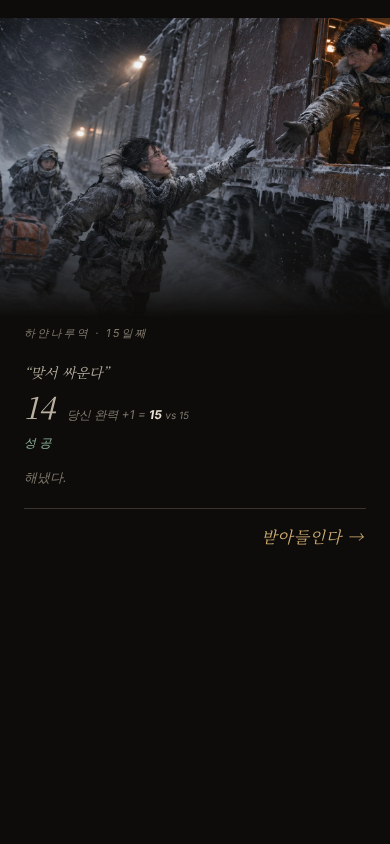 하얀나루역 · 15일째
“맞서 싸운다”
14 당신 완력 +1 = 15 vs 15
성공
해냈다.
받아들인다 →